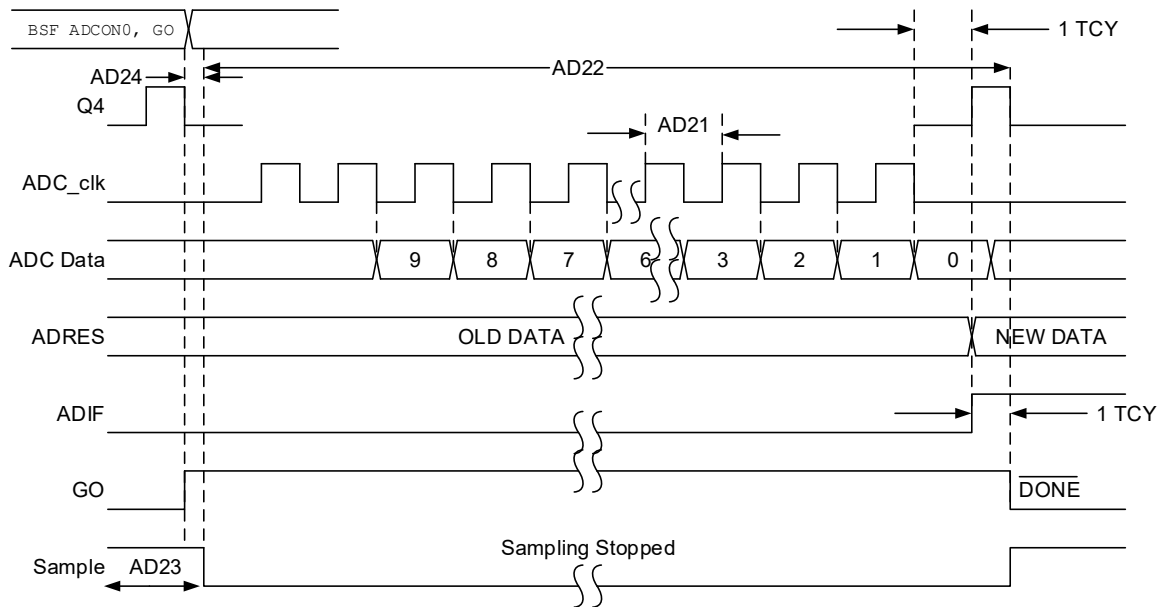 BSF ADCON0, GO
1 TCY
AD24
AD22
Q4
AD21
ADC_clk
ADC Data
9 8 7 6 3 2 1 0
ADRES
OLD DATA
NEW DATA
ADIF
1 TCY
GO
DONE
Sampling Stopped
Sample
AD23